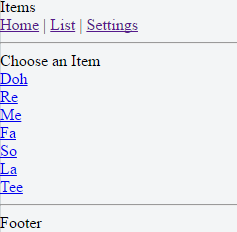 Items
Home | List | Settings
Choose an Item
Doh
Re
Me
Fa
So
La
Tee
Footer